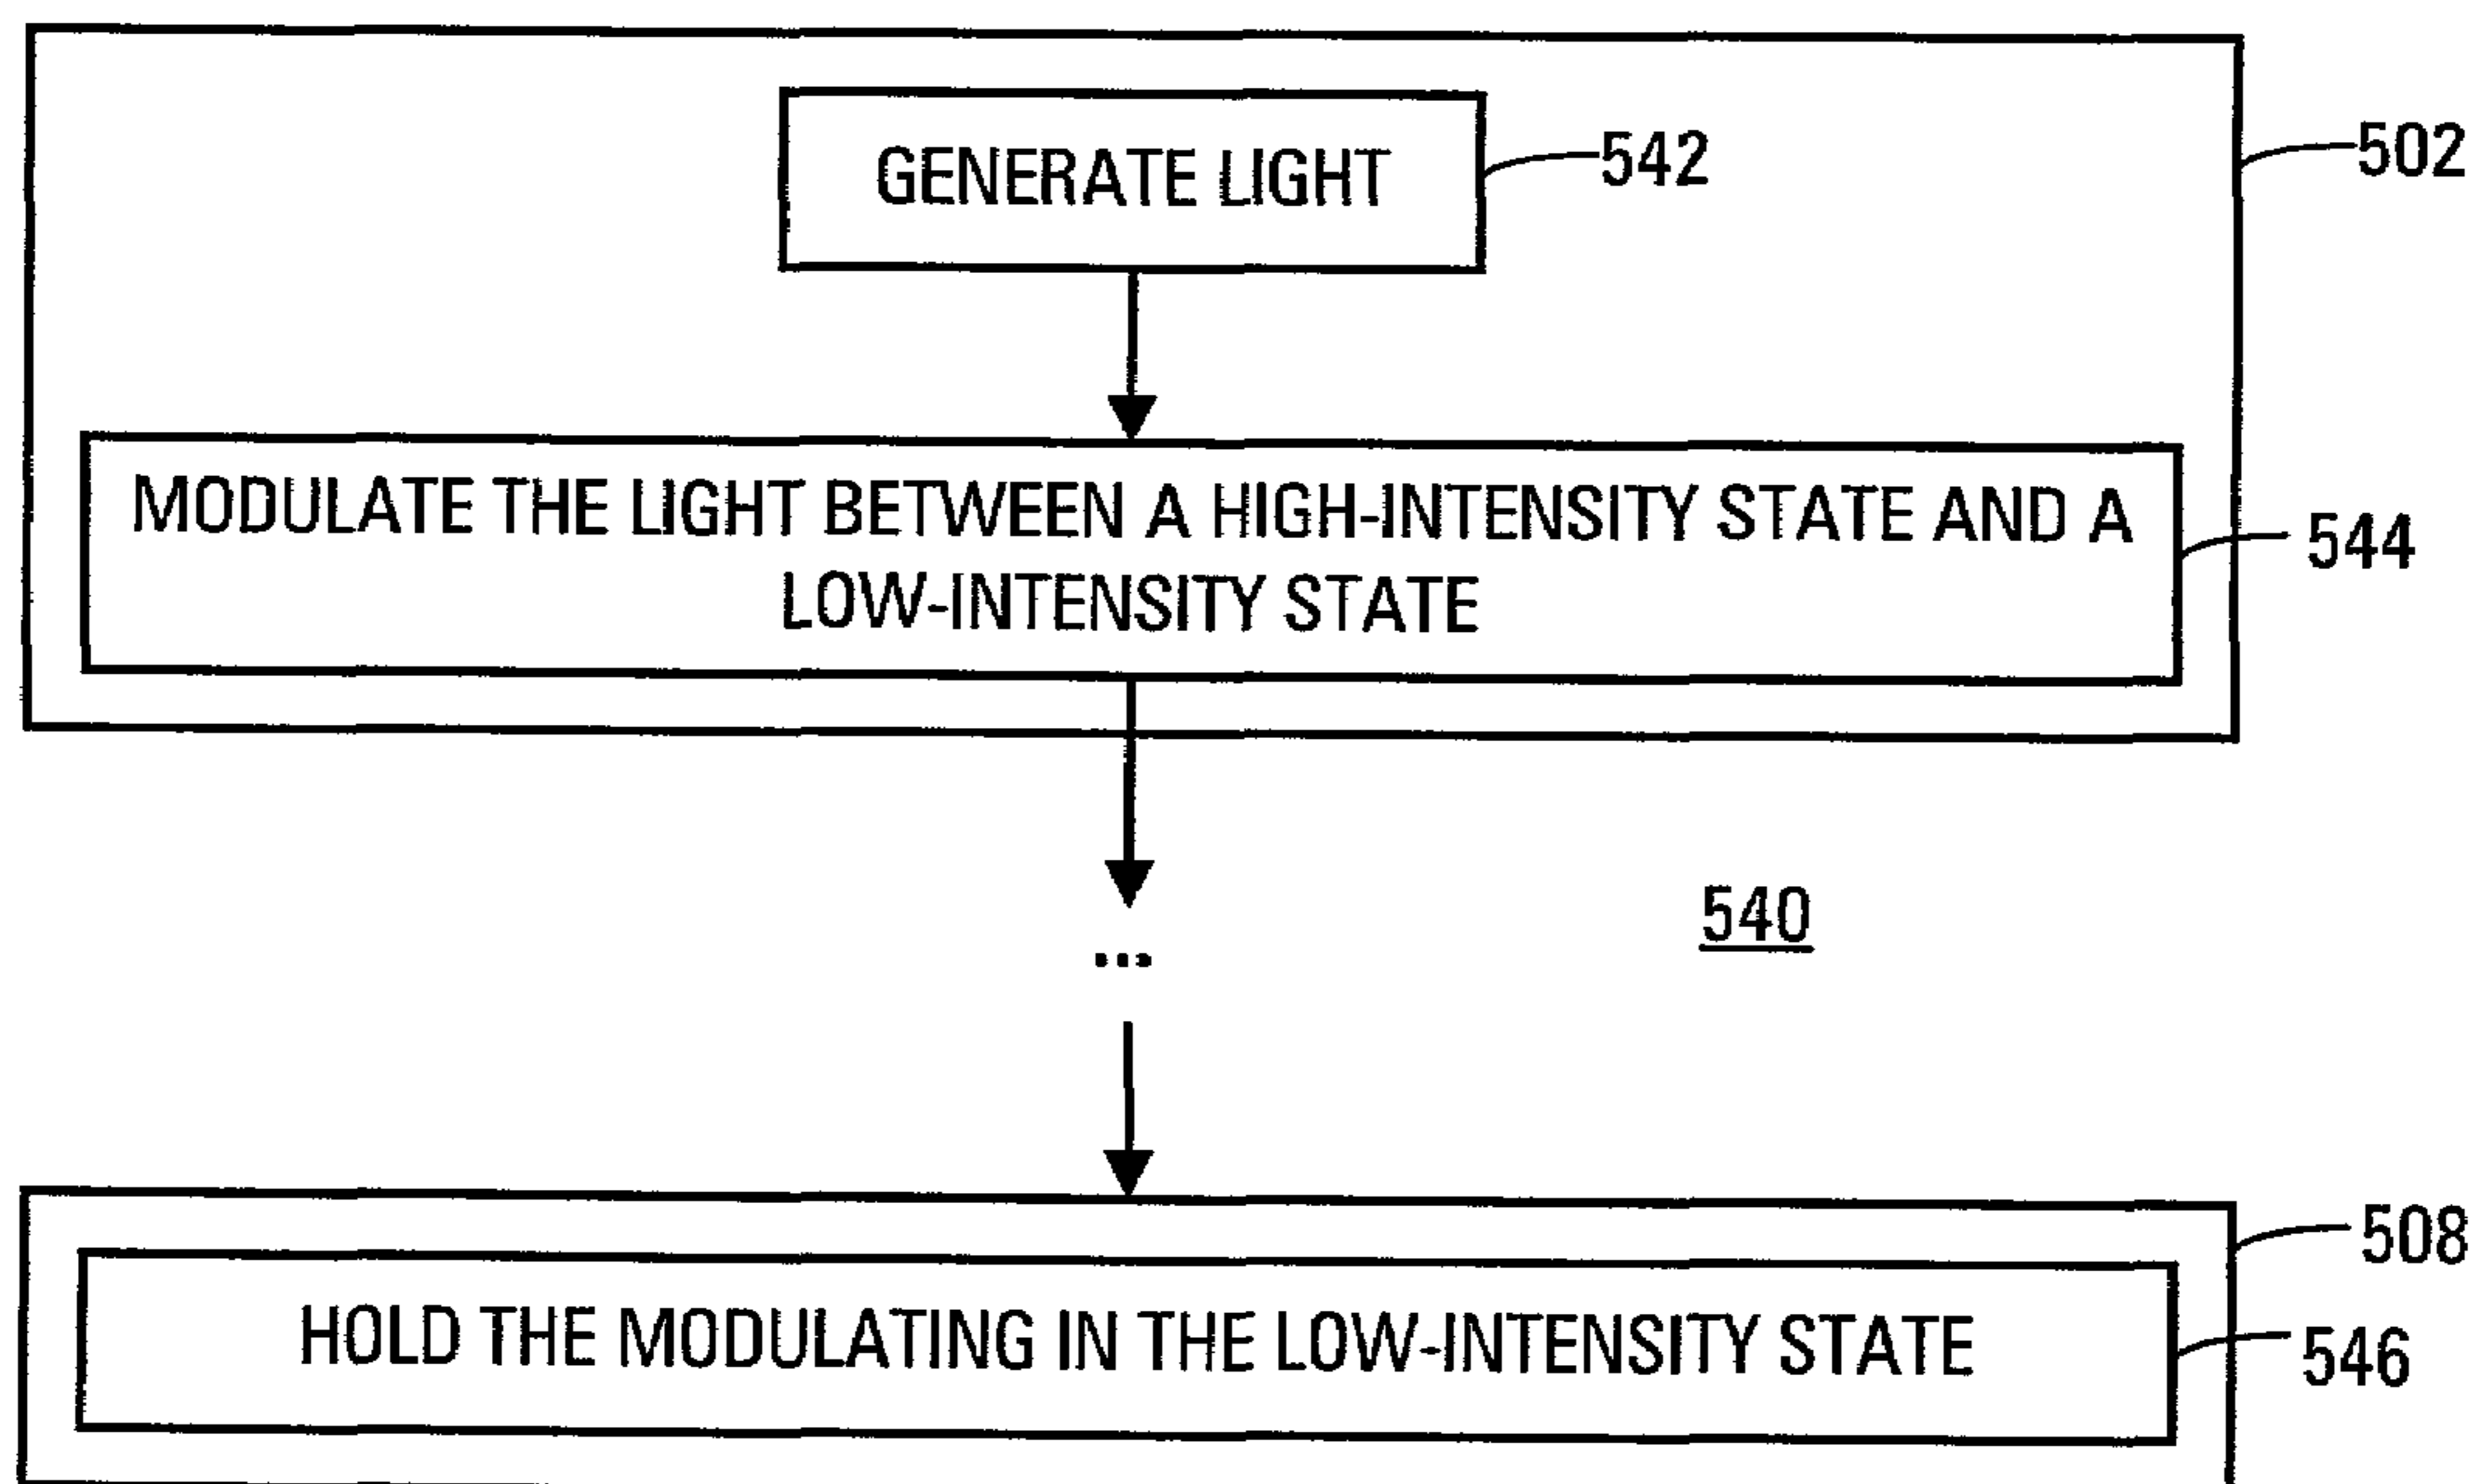 GENERATE LIGHT
542
502
MODULATE THE LIGHT BETWEEN A HIGH-INTENSITY STATE AND A
LOW-INTENSITY STATE
544
540
...
508
HOLD THE MODULATING IN THE LOW-INTENSITY STATE
546